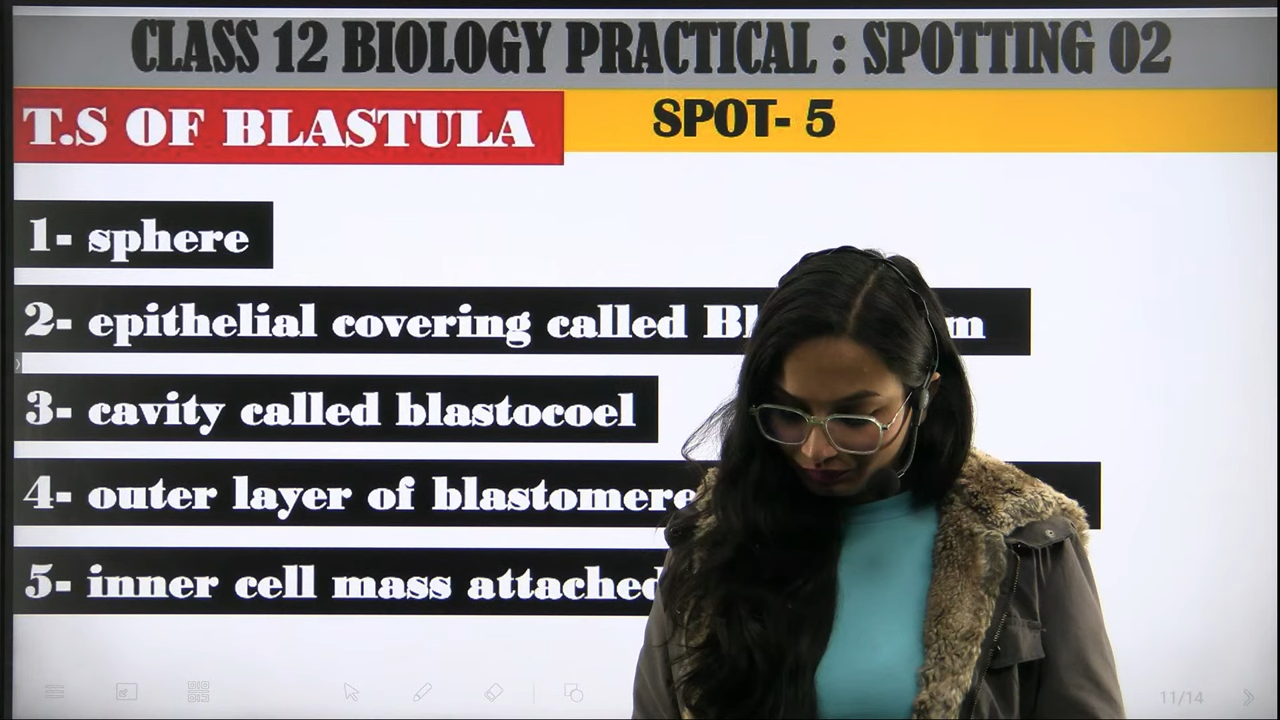 CLASS 12 BIOLOGY PRACTICAL : SPOTTING 02
T.S OF BLASTULA
SPOT- 5
1- sphere
2- epithelial covering called
3- cavity called blastocoel
4- outer layer of
5- inner cell mass attached
11/14